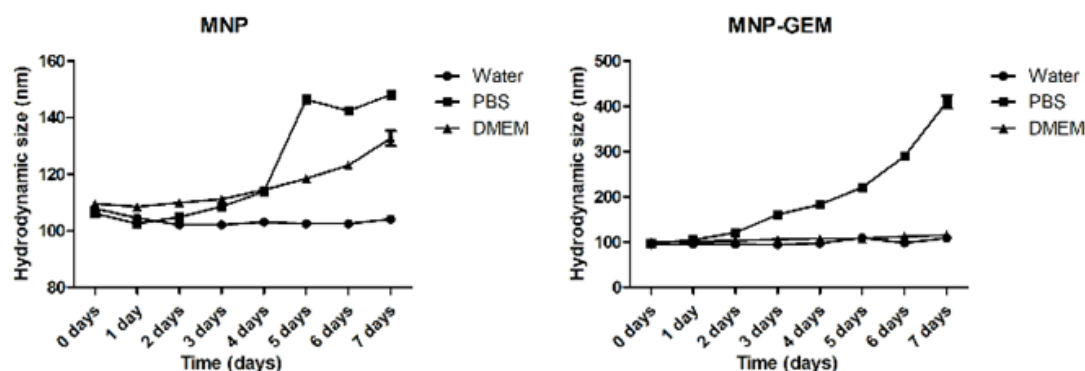 MNP
Hydrodynamic size (nm)
160
140
120
100
80
0 days
1 day
2 days
3 days
4 days
5 days
6 days
7 days
Time (days)
Water
PBS
DMEM
MNP-GEM
Hydrodynamic size (nm)
500
400
300
200
100
0
0 days
1 day
2 days
3 days
4 days
5 days
6 days
7 days
Time (days)
Water
PBS
DMEM